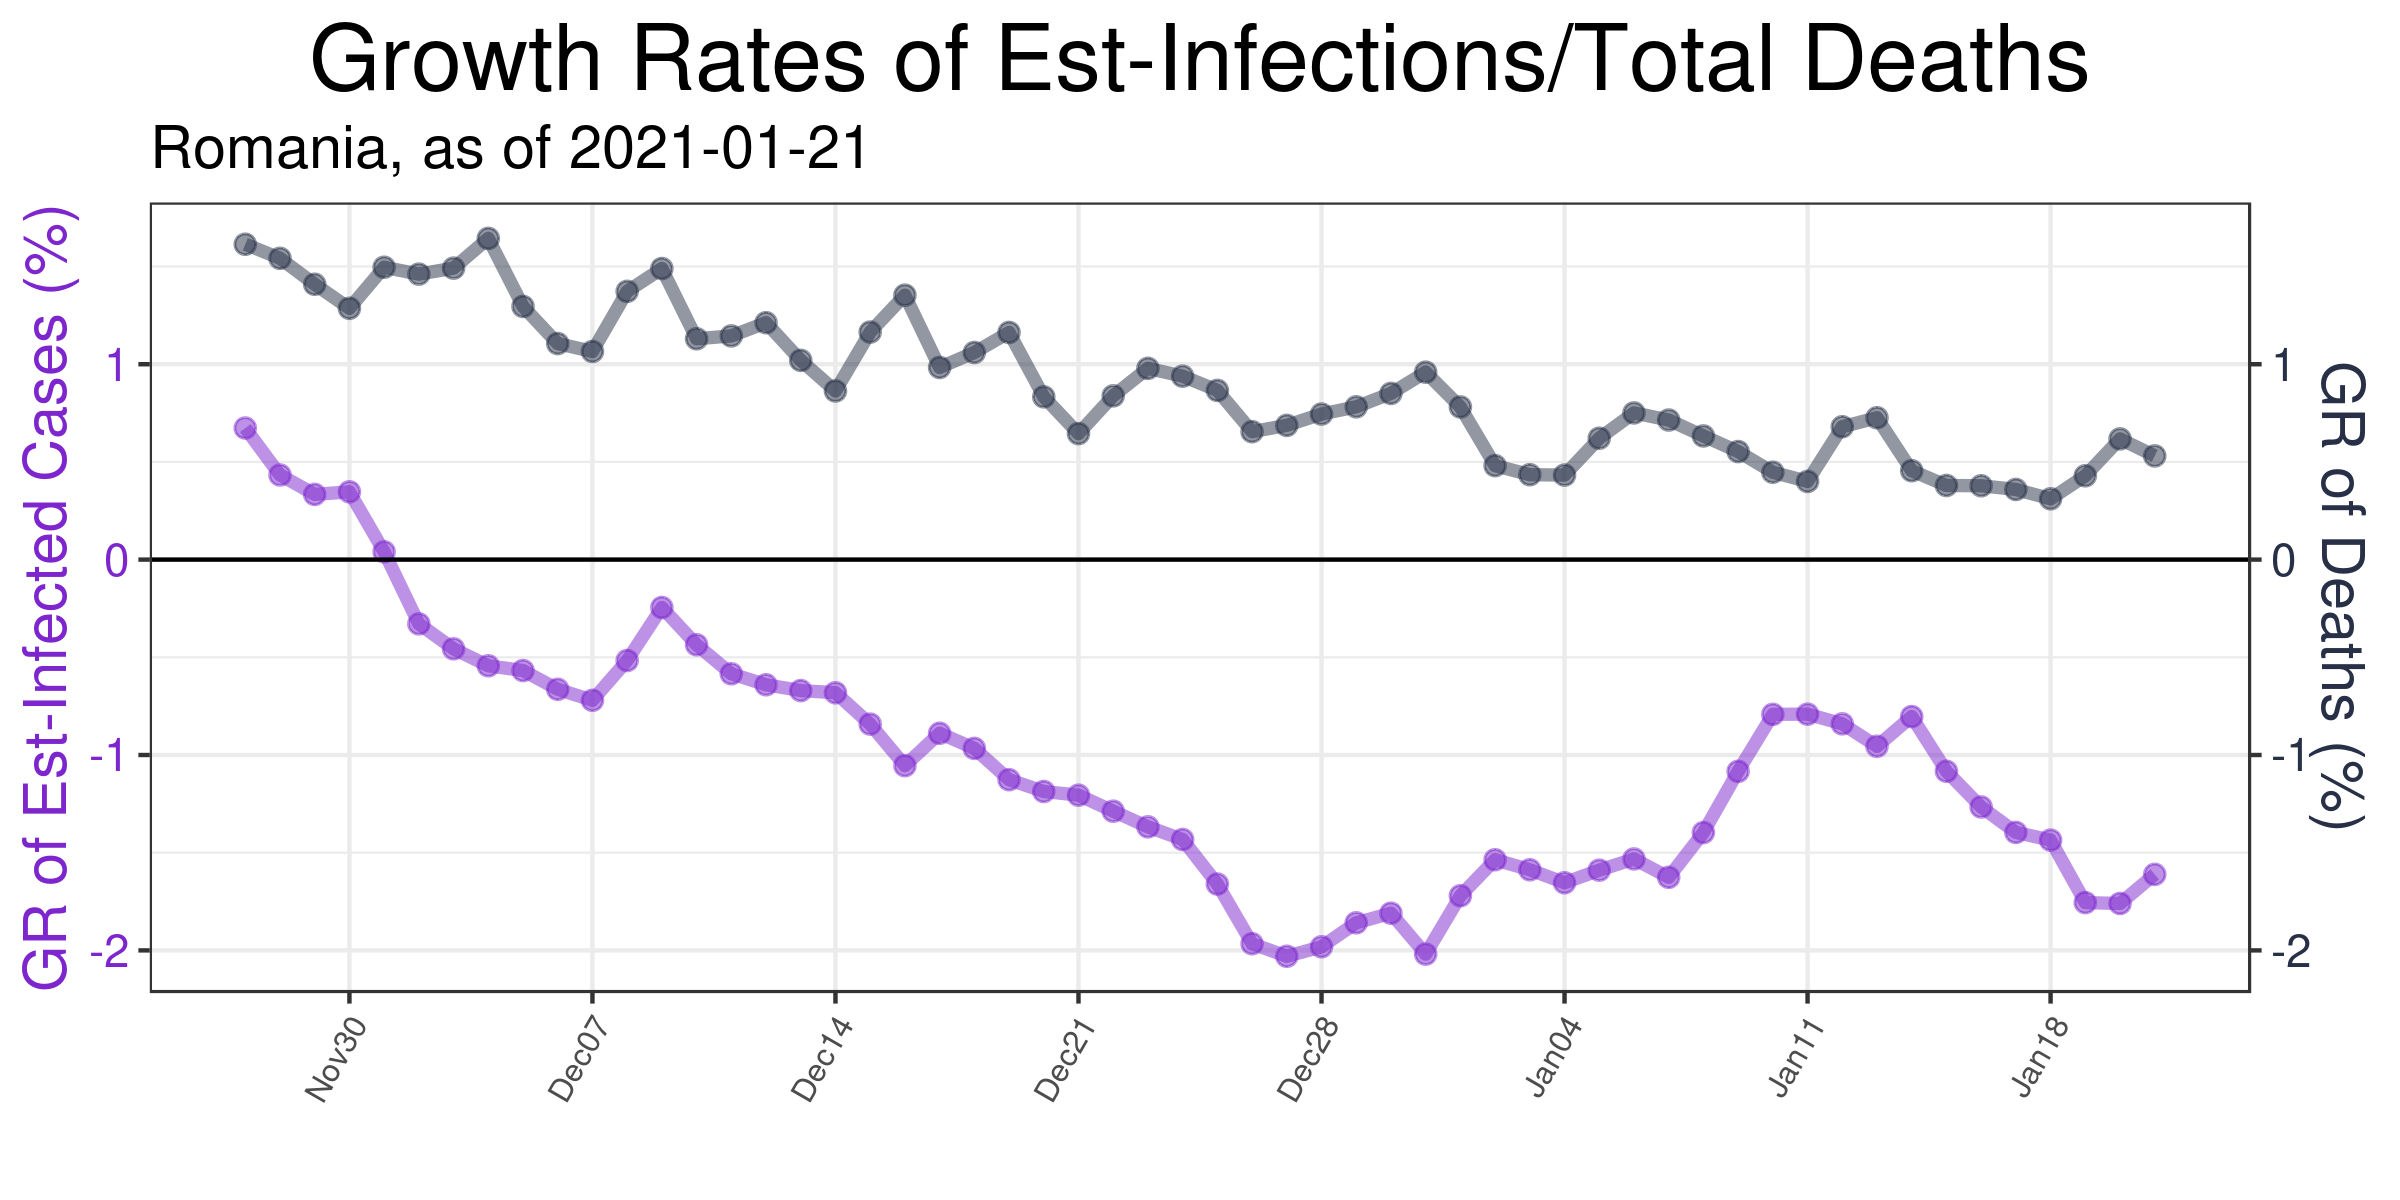 Growth Rates of Est-Infections/Total Deaths
Romania, as of 2021-01-21
GR of Est-Infected Cases (%)
1
0
-1
-2
1
0
-1
-2
GR of Deaths (%)
Nov30
Dec07
Dec14
Dec21
Dec28
Jan04
Jan11
Jan18